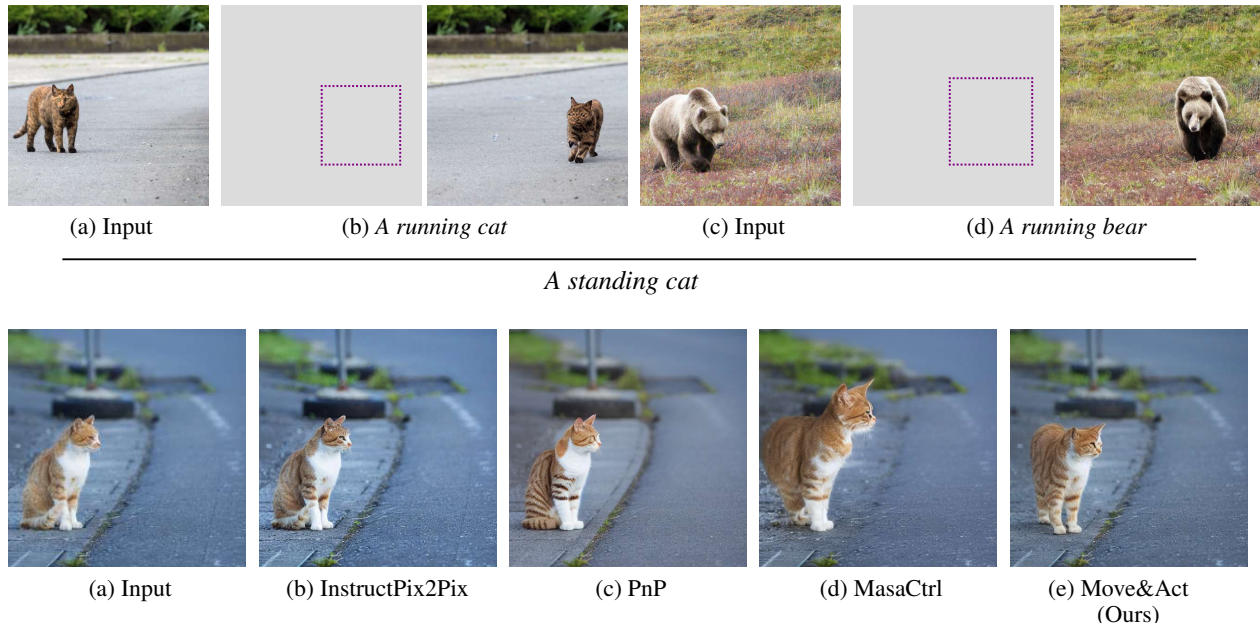 (a) Input
(b) A running cat
(c) Input
(d) A running bear
A standing cat
(a) Input
(b) InstructPix2Pix
(c) PnP
(d) MasaCtrl
(e) Move&Act
(Ours)